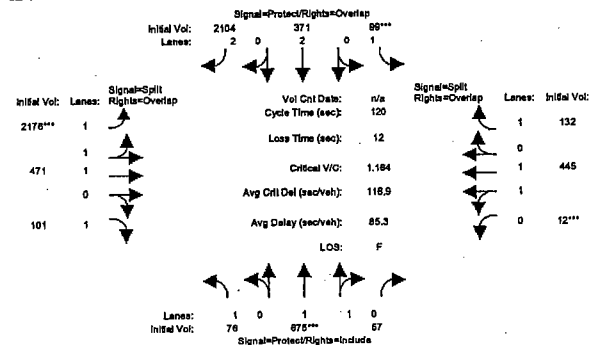 Signal=Protect/Rights=Overlap
Initial Vol: 2104 371 99***
Lanes: 2 0 2 0 1
Signal=Split
Initial Vol: Lanes: Rights=Overlap
2176*** 1
1
471 1
0
101 1
Vol Cnt Date: n/a
Cycle Time (sec): 120
Loss Time (sec): 12
Critical V/C: 1.164
Avg Crit Del (sec/veh): 116.9
Avg Delay (sec/veh): 85.3
LOS: F
Signal=Split
Rights=Overlap Lanes: Initial Vol:
1 132
0
1 445
1
0 12***
Lanes: 1 0 1 1 0
Initial Vol: 76 675*** 57
Signal=Protect/Rights=Include